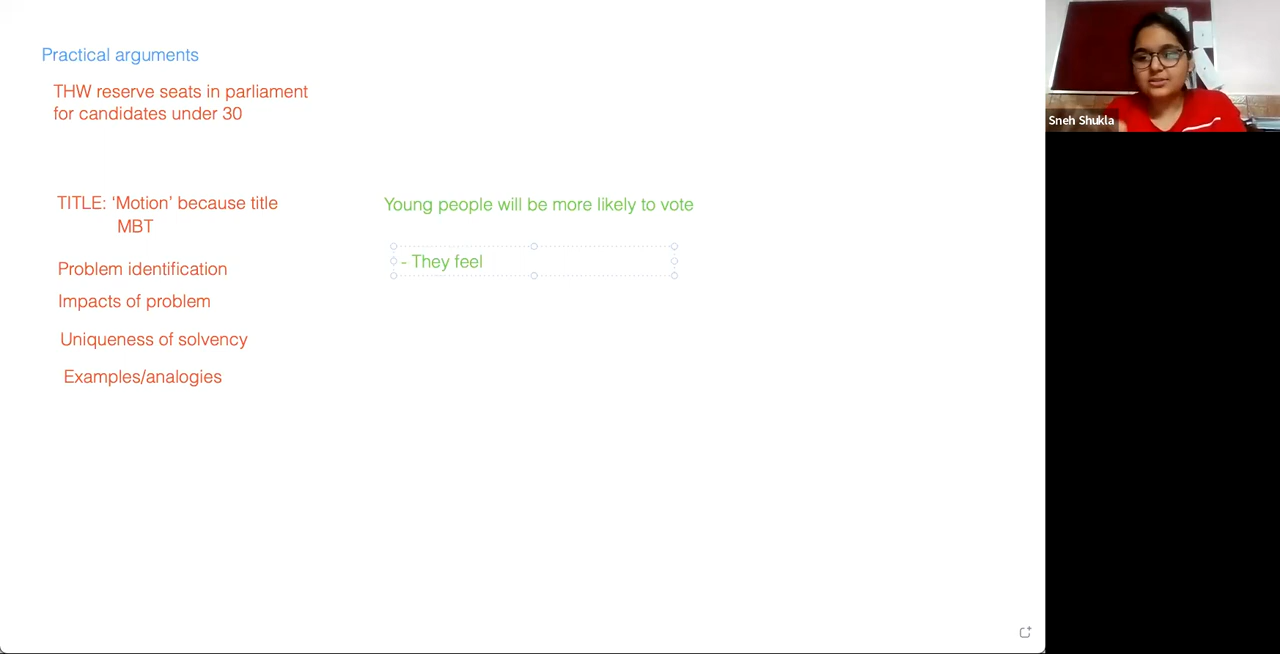 Practical arguments
THW reserve seats in parliament
for candidates under 30
TITLE: ‘Motion’ because title
MBT
Problem identification
Impacts of problem
Uniqueness of solvency
Examples/analogies
Young people will be more likely to vote
- They feel
Sneh Shukla